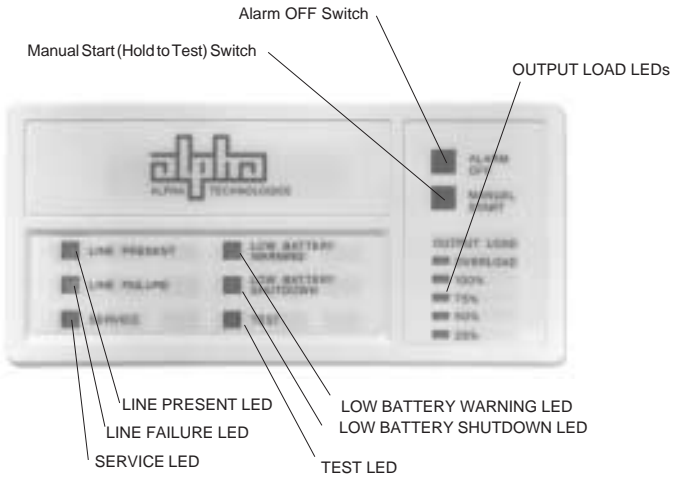 Alarm OFF Switch
Manual Start (Hold to Test) Switch
OUTPUT LOAD LEDs
alpha
ALPHA TECHNOLOGIES
ALARM
OFF
MANUAL
START
LINE PRESENT
LOW BATTERY
WARNING
LINE FAILURE
LOW BATTERY
SHUTDOWN
SERVICE
TEST
OUTPUT LOAD
OVERLOAD
100%
75%
50%
25%
LINE PRESENT LED
LINE FAILURE LED
SERVICE LED
LOW BATTERY WARNING LED
LOW BATTERY SHUTDOWN LED
TEST LED